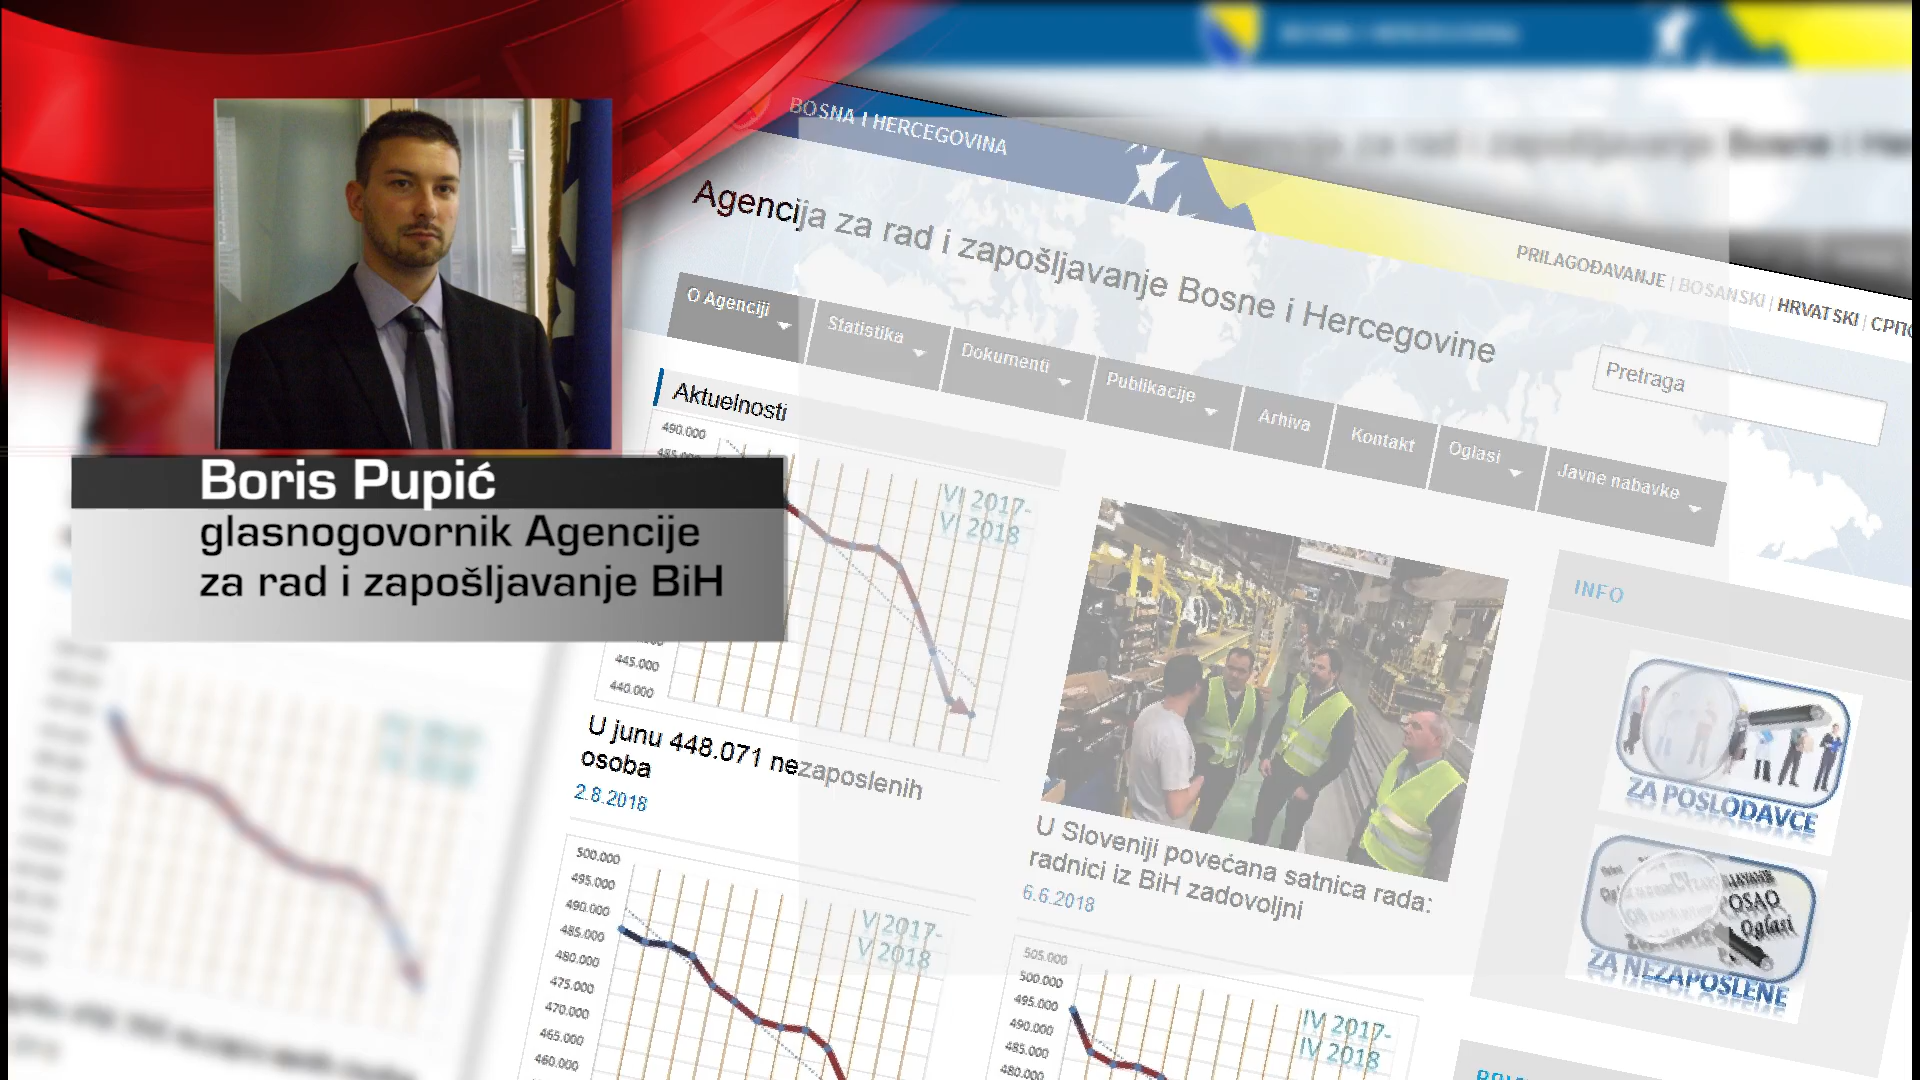 BOSNA I HERCEGOVINA
Agencija za rad i zapošljavanje Bosne i Hercegovine
PRILAGOĐAVANJE | BOSANSKI | HRVATSKI |
Pretraga
O Agenciji
Statistika
Dokumenti
Publikacije
Arhiva
Kontakt
Oglasi
Javne nabavke
Aktuelnosti
490.000
VI 2017-
VI 2018
445.000
440.000
Boris Pupić
glasnogovornik Agencije
za rad i zapošljavanje BiH
U junu 448.071 nezaposlenih
osoba
2.8.2018
U Sloveniji povećana satnica rada:
radnici iz BiH zadovoljni
6.6.2018
INFO
ZA POSLODAVCE
OSAO
Oglasi
ZA NEZAPOSLENE
500.000
495.000
490.000
485.000
480.000
475.000
470.000
465.000
460.000
V 2017-
V 2018
505.000
500.000
495.000
490.000
485.000
480.000
IV 2017-
IV 2018